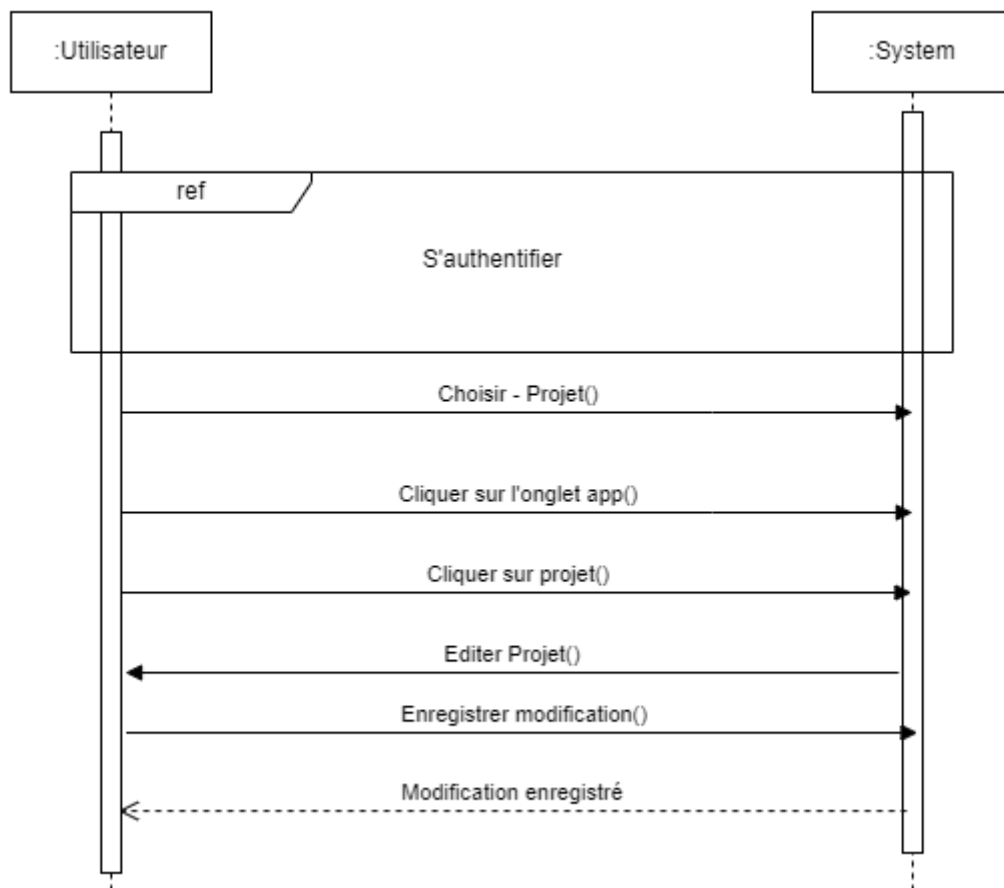 :Utilisateur
:System
ref
S'authentifier
Choisir - Projet()
Cliquer sur l'onglet app()
Cliquer sur projet()
Editer Projet()
Enregistrer modification()
Modification enregistré